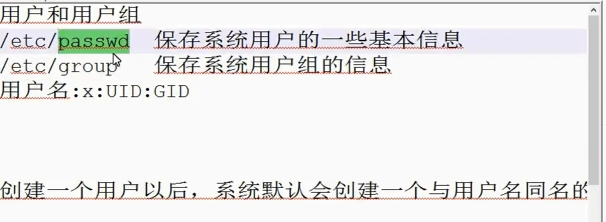 用户和用户组
/etc/passwd 保存系统用户的一些基本信息
/etc/group 保存系统用户组的信息
用户名:x:UID:GID
创建一个用户以后，系统默认会创建一个与用户名同名的